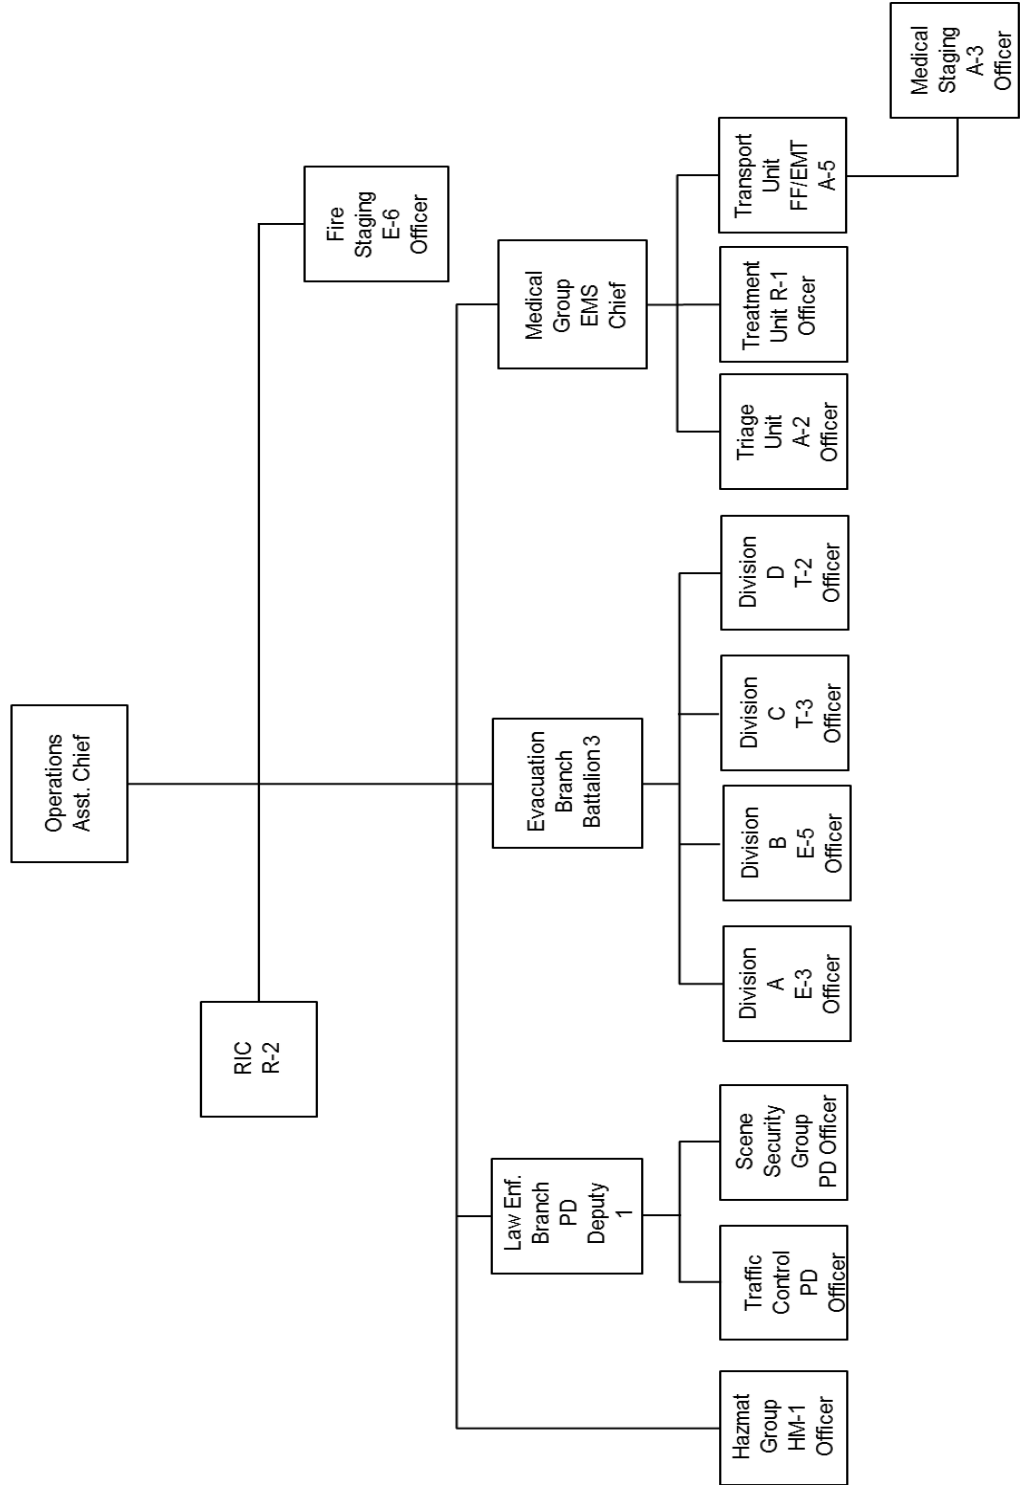 Operations
Asst. Chief
RIC
R-2
Fire
Staging
E-6
Officer
Hazmat
Group
HM-1
Officer
Law Enf.
Branch
PD
Deputy
1
Traffic
Control
PD
Officer
Scene
Security
Group
PD Officer
Evacuation
Branch
Battalion 3
Division
A
E-3
Officer
Division
B
E-5
Officer
Division
C
T-3
Officer
Division
D
T-2
Officer
Medical
Group
EMS
Chief
Triage
Unit
A-2
Officer
Treatment
Unit R-1
Officer
Transport
Unit
FF/EMT
A-5
Medical
Staging
A-3
Officer